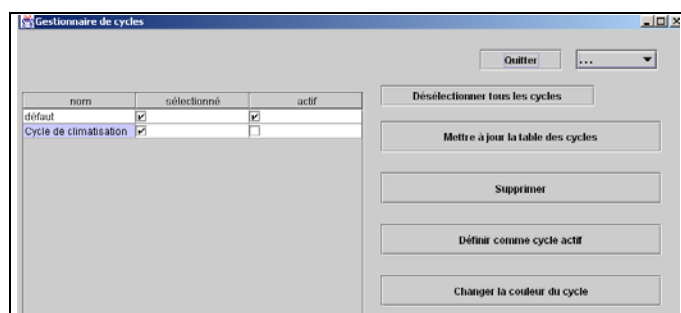 Gestionnaire de cycles
Quitter
...
nom sélectionné actif
défaut
Cycle de climatisation
Désélectionner tous les cycles
Mettre à jour la table des cycles
Supprimer
Définir comme cycle actif
Changer la couleur du cycle